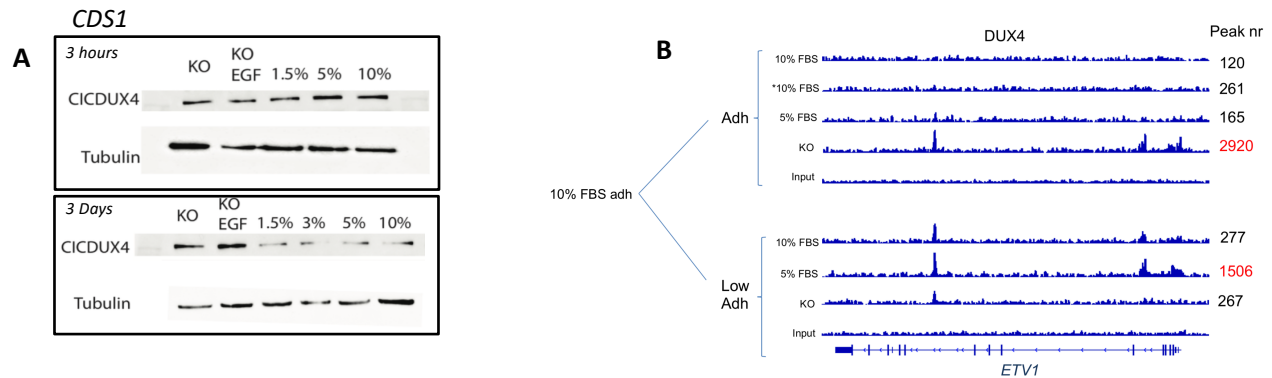 CDS1
A
3 hours
KO
KO EGF
1.5%
5%
10%
CICDUX4
Tubulin
3 Days
KO
KO EGF
1.5%
3%
5%
10%
CICDUX4
Tubulin
B
DUX4
Peak nr
10% FBS adh
Adh
10% FBS
120
*10% FBS
261
5% FBS
165
KO
2920
Input
Low
Adh
10% FBS
277
5% FBS
1506
KO
267
Input
ETV1